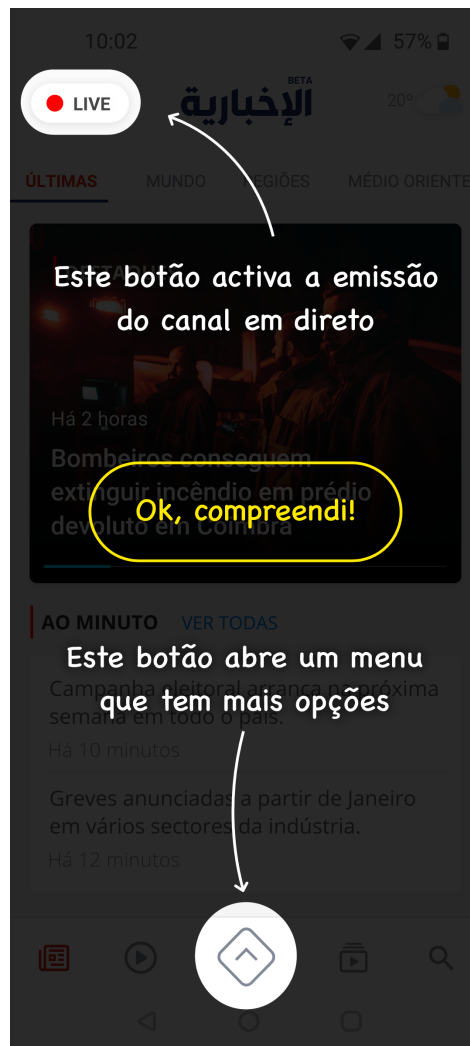 10:02
57%
LIVE
BETA
الإخبارية
20º
ÚLTIMAS MUNDO REGIÕES MÉDIO ORIENTE
Este botão activa a emissão
do canal em direto
Há 2 horas
Bombeiros conseguem
extinguir incêndio em prédio
devoluto em Coimbra
Ok, compreendi!
AO MINUTO VER TODAS
Este botão abre um menu
que tem mais opções
Campanha eleitoral arranca na próxima
semana em todo o país.
Há 10 minutos
Greves anunciadas a partir de Janeiro
em vários sectores da indústria.
Há 12 minutos